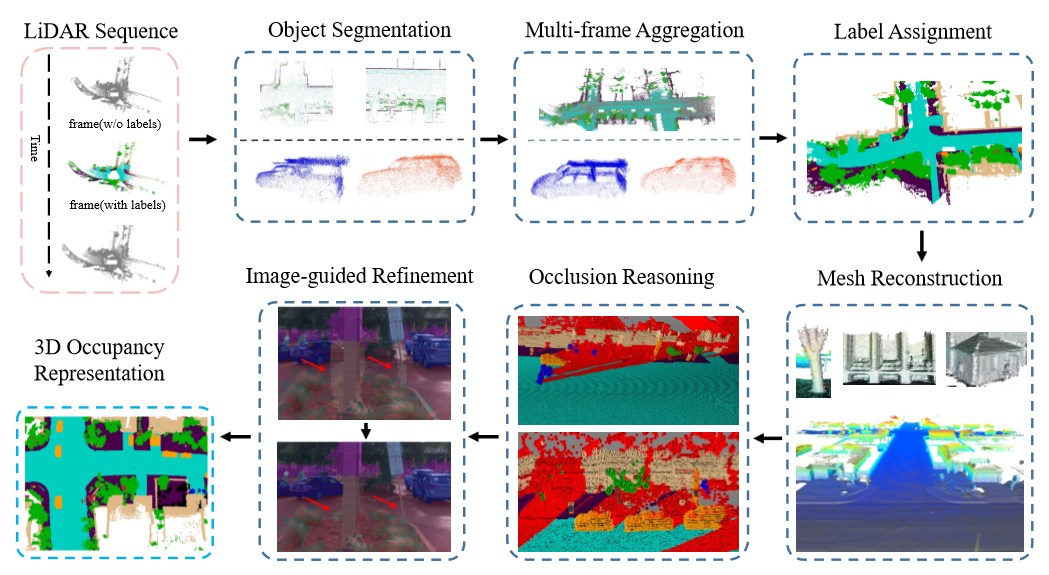 LiDAR Sequence
Object Segmentation
Multi-frame Aggregation
Label Assignment
frame(w/o labels)
Time
frame(with labels)
Image-guided Refinement
Occlusion Reasoning
Mesh Reconstruction
3D Occupancy
Representation